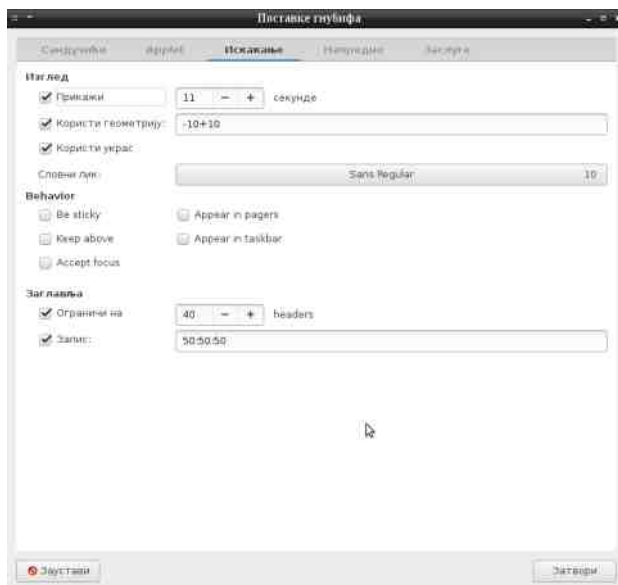 Поставке гнубифа
Сандучићи Applet Искакање Напредно Заслуге
Изглед
Прикажи 11 − + секунде
Користи геометрију: -10+10
Користи украс
Словни лик: Sans Regular 10
Behavior
Be sticky Appear in pagers
Keep above Appear in taskbar
Accept focus
Заглавља
Ограничи на 40 − + headers
Запис: 50:50:50
Заустави Затвори